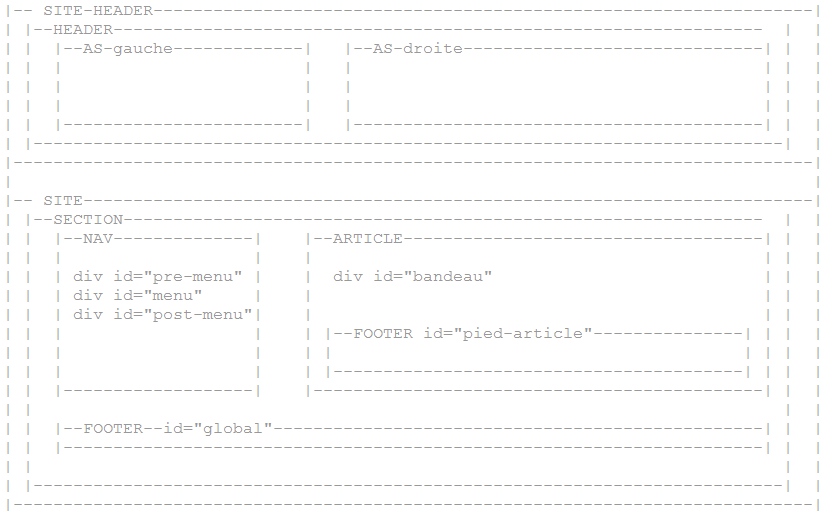 SITE-HEADER
HEADER
AS-gauche AS-droite
SITE
SECTION
NAV ARTICLE
div id="pre-menu" div id="bandeau"
div id="menu"
div id="post-menu"
FOOTER id="pied-article"
FOOTER--id="global"